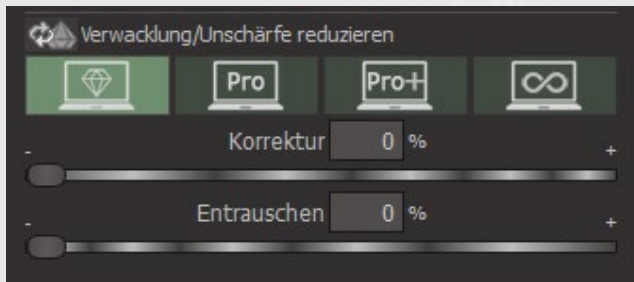 Verwacklung/Unschärfe reduzieren
Pro Pro+
Korrektur 0 %
- +
Entrauschen 0 %
- +